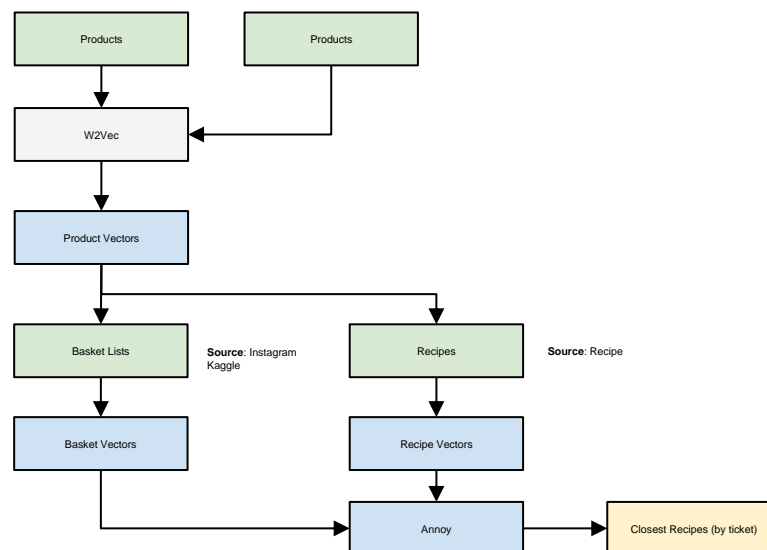 Products
Products
W2Vec
Product Vectors
Basket Lists
Source: Instagram
Kaggle
Recipes
Source: Recipe
Basket Vectors
Recipe Vectors
Annoy
Closest Recipes (by ticket)